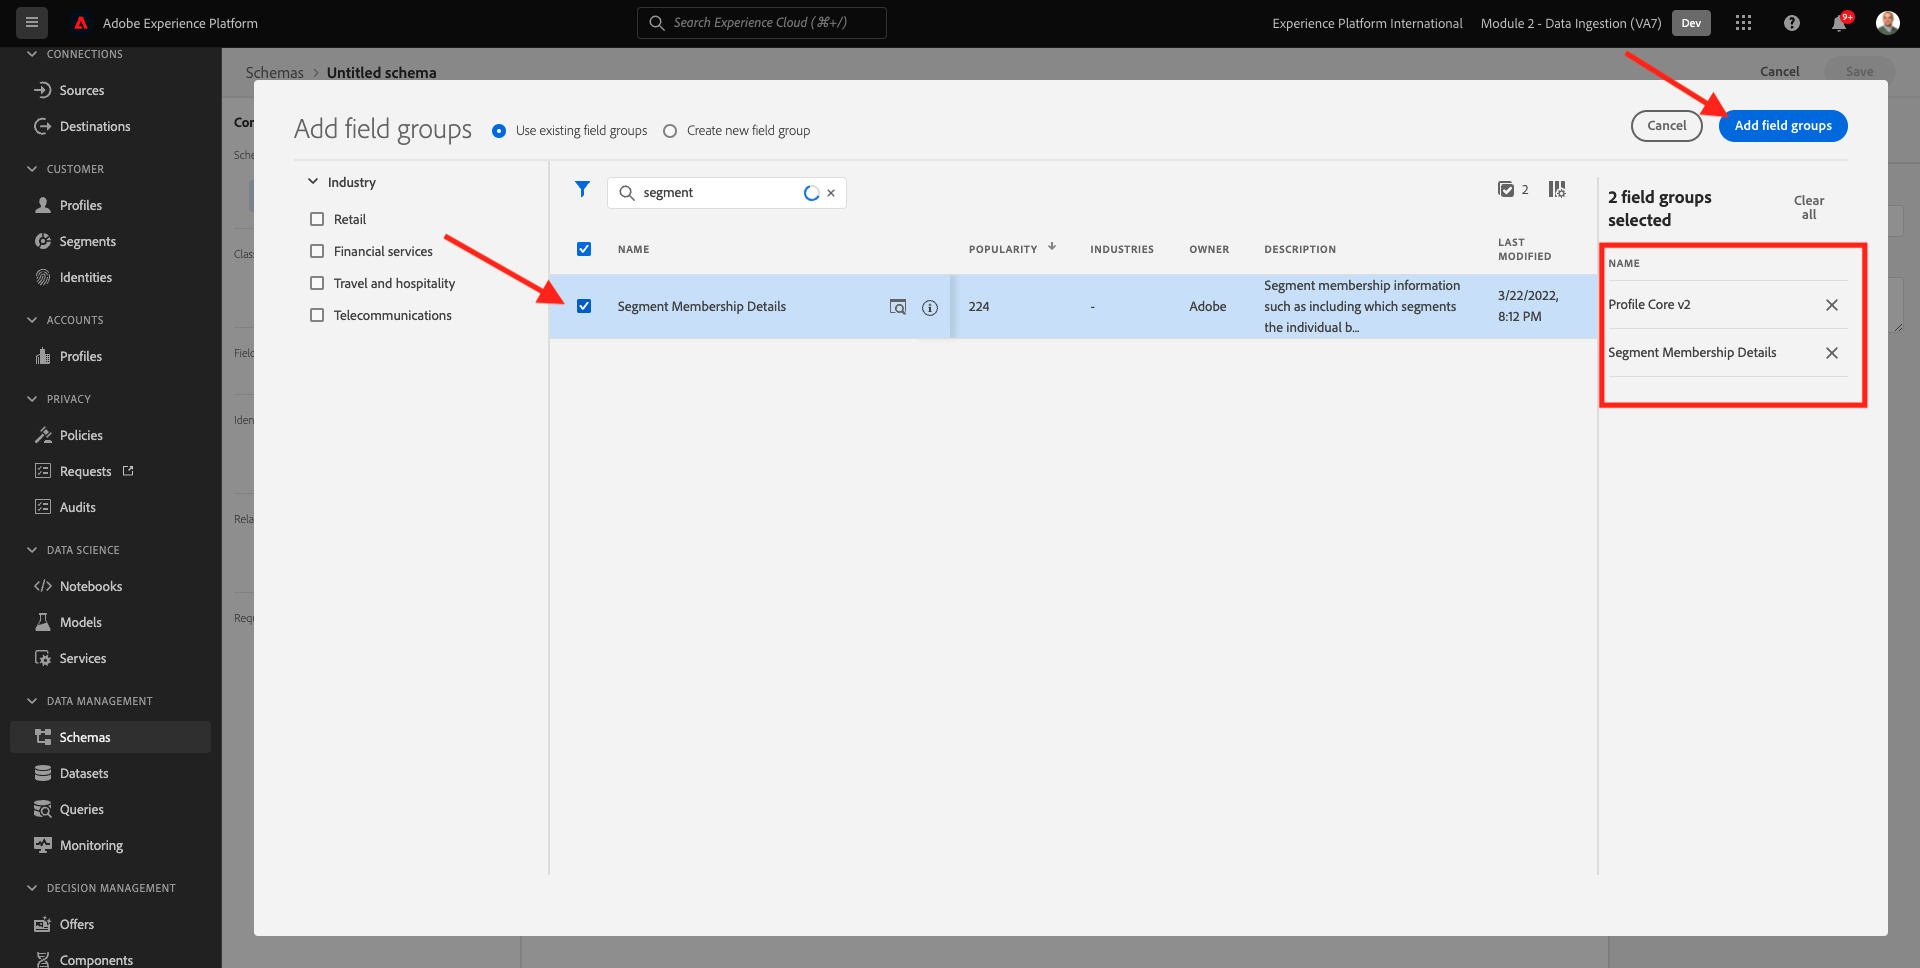 Adobe Experience Platform
Search Experience Cloud (⌘+/)
Experience Platform International
Module 2 - Data Ingestion (VA7)
Dev
9+
CONNECTIONS
Sources
Destinations
CUSTOMER
Profiles
Segments
Identities
ACCOUNTS
Profiles
PRIVACY
Policies
Requests
Audits
DATA SCIENCE
Notebooks
Models
Services
DATA MANAGEMENT
Schemas
Datasets
Queries
Monitoring
DECISION MANAGEMENT
Offers
Components
Schemas > Untitled schema
Cancel
Save
Add field groups
Use existing field groups
Create new field group
Cancel
Add field groups
Industry
Retail
Financial services
Travel and hospitality
Telecommunications
segment
2
NAME POPULARITY INDUSTRIES OWNER DESCRIPTION LAST MODIFIED
Segment Membership Details
224
-
Adobe
Segment membership information
such as including which segments
the individual b...
3/22/2022,
8:12 PM
2 field groups
selected
Clear
all
NAME
Profile Core v2
Segment Membership Details